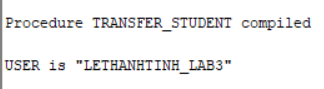 Procedure TRANSFER_STUDENT compiled
USER is "LETHANHTINH_LAB3"